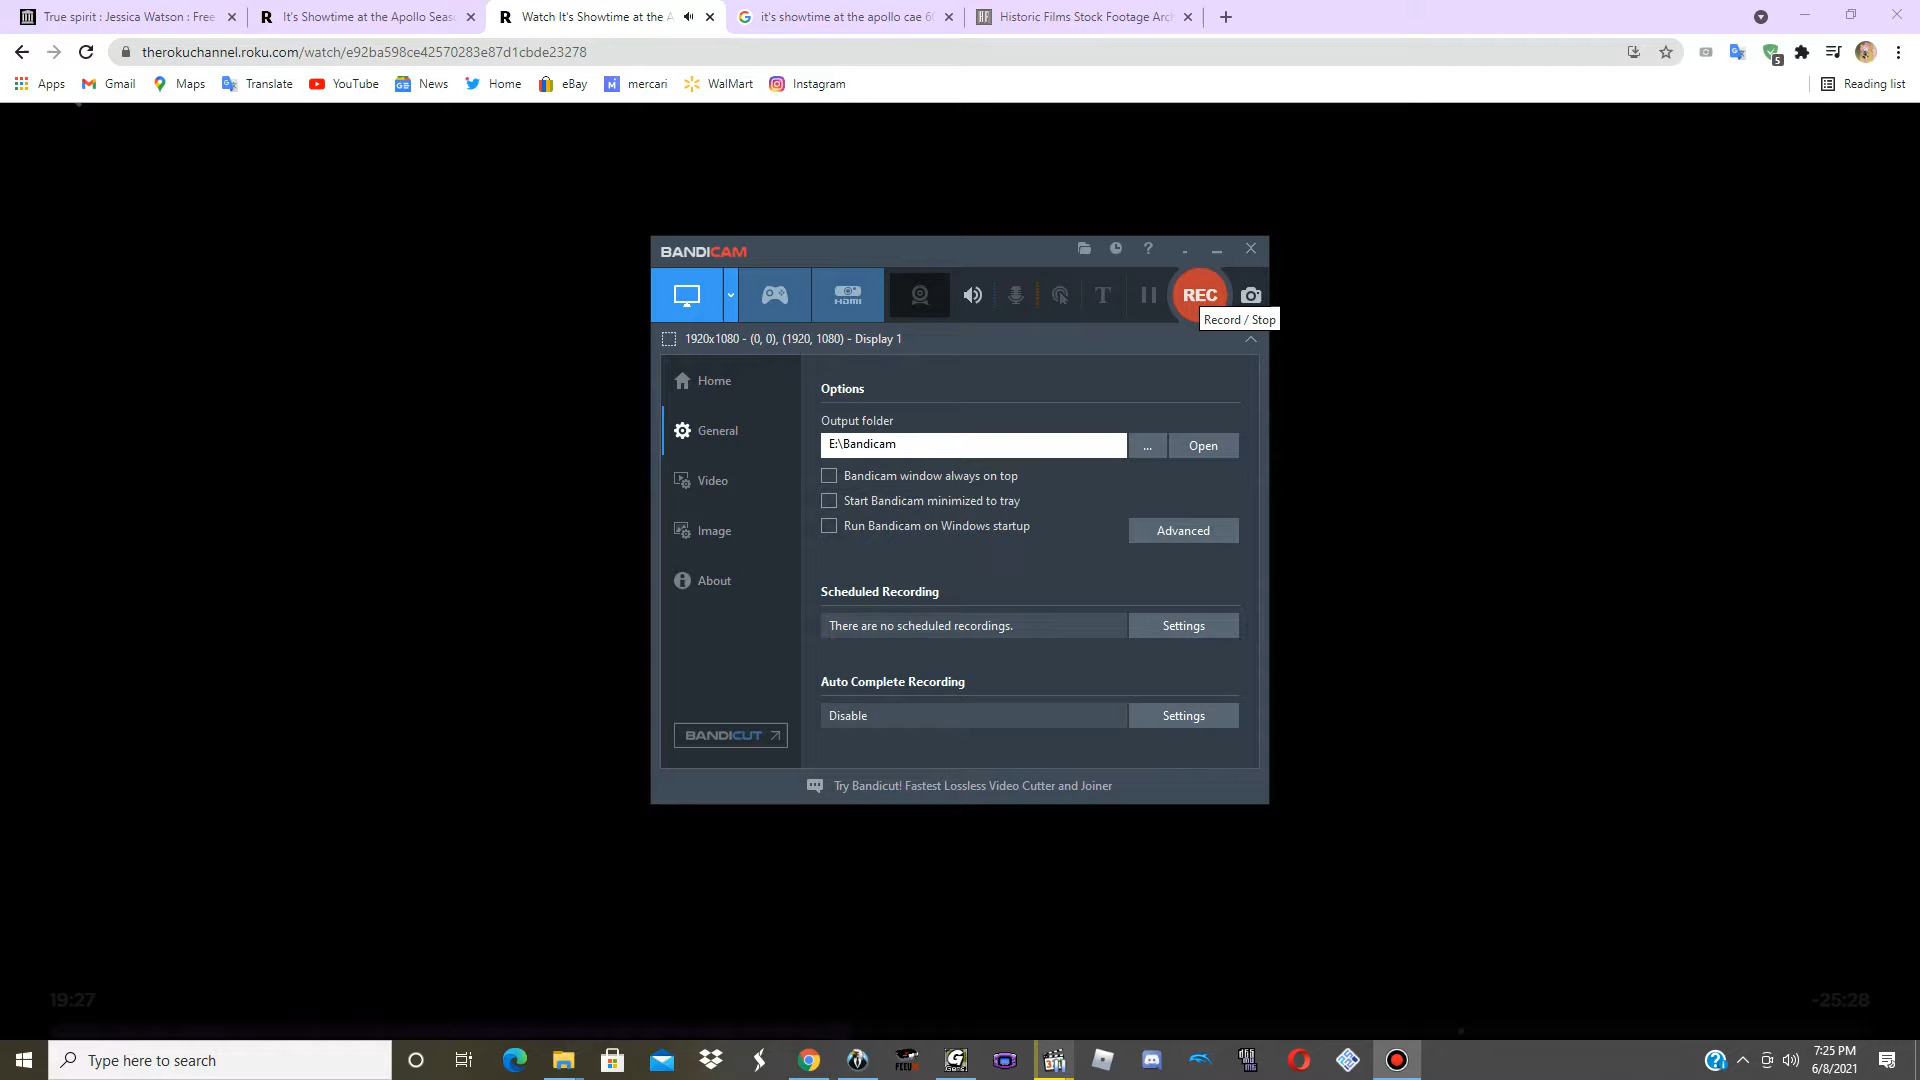 True spirit : Jessica Watson : Free
It's Showtime at the Apollo Seas
Watch It's Showtime at the A
it's showtime at the apollo cae 60
Historic Films Stock Footage Arc
therokuchannel.roku.com/watch/e92ba598ce42570283e87d1cbde23278
5
Apps
Gmail
Maps
Translate
YouTube
News
Home
eBay
mercari
WalMart
Instagram
Reading list
BANDICAM
HDMI
T
REC
Record / Stop
1920x1080 - (0, 0), (1920, 1080) - Display 1
Home
General
Video
Image
About
BANDICUT
Options
Output folder
E:\Bandicam
...
Open
Bandicam window always on top
Start Bandicam minimized to tray
Run Bandicam on Windows startup
Advanced
Scheduled Recording
There are no scheduled recordings.
Settings
Auto Complete Recording
Disable
Settings
Try Bandicut! Fastest Lossless Video Cutter and Joiner
19:27
-25:28
Type here to search
7:25 PM
6/8/2021